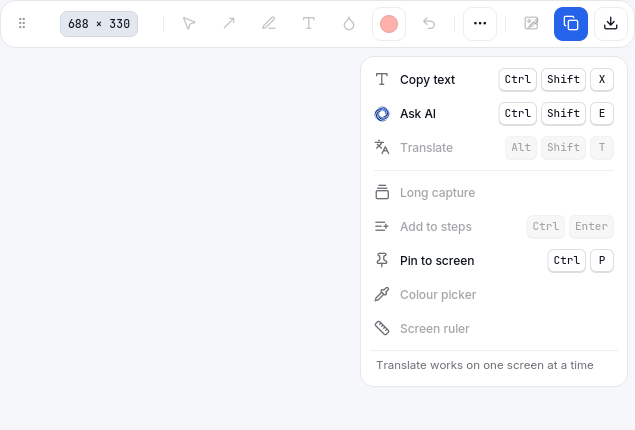 688 × 330
Copy text Ctrl Shift X
Ask AI Ctrl Shift E
Translate Alt Shift T
Long capture
Add to steps Ctrl Enter
Pin to screen Ctrl P
Colour picker
Screen ruler
Translate works on one screen at a time